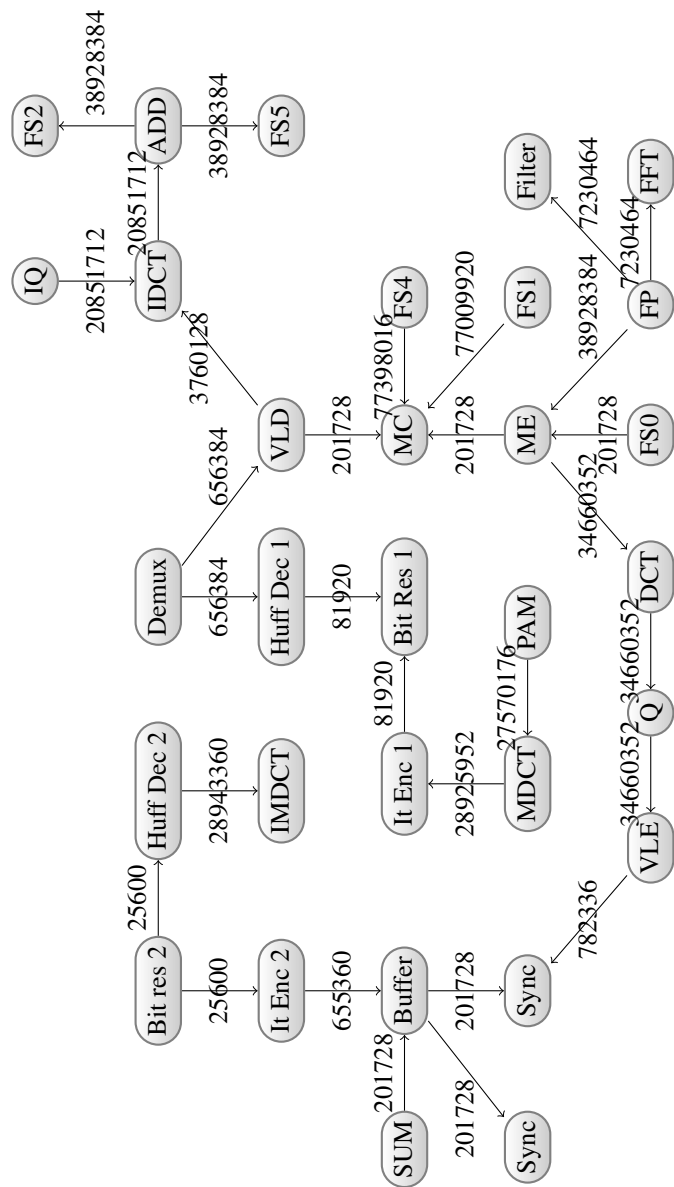 IQ
FS2
20851712
38928384
25600
20851712
Bit res 2
Huff Dec 2
Demux
IDCT
ADD
25600
28943360
656384
656384
3760128
38928384
It Enc 2
IMDCT
Huff Dec 1
VLD
FS5
655360
81920
201728
201728
81920
77398016
SUM
Buffer
It Enc 1
Bit Res 1
MC
FS4
201728
201728
28925952
201728
77009920
27570176
Sync
Sync
MDCT
PAM
ME
FS1
Filter
782336
34660352
201728
38928384
7230464
34660352
34660352
7230464
VLE
Q
DCT
FS0
FP
FFT